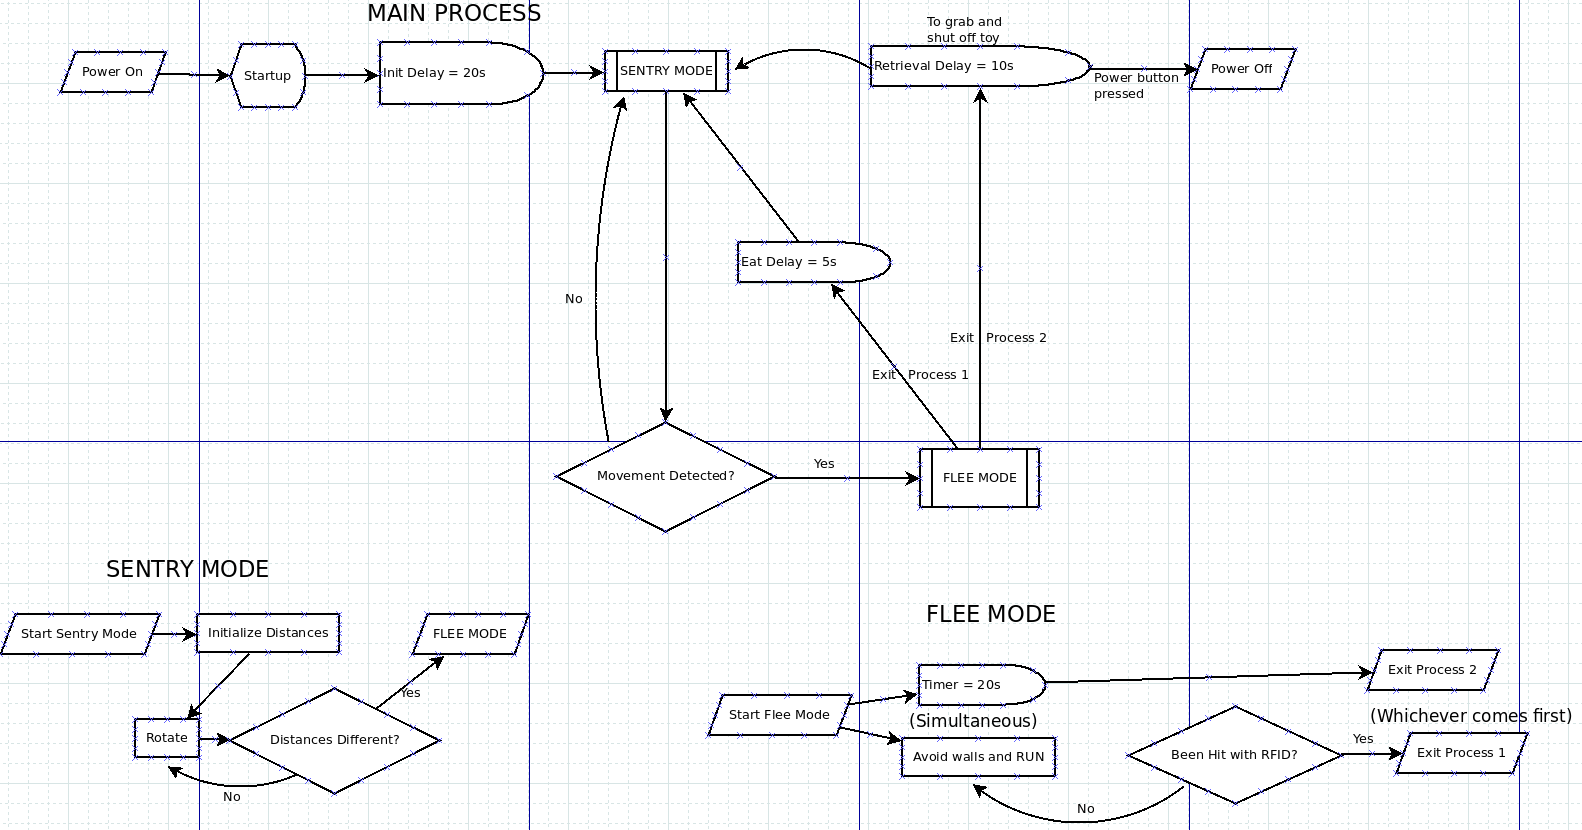 MAIN PROCESS
Power On
Startup
Init Delay = 20s
SENTRY MODE
To grab and
shut off toy
Retrieval Delay = 10s
Power button
pressed
Power Off
Eat Delay = 5s
No
Exit Process 2
Exit Process 1
Movement Detected?
Yes
FLEE MODE
SENTRY MODE
Start Sentry Mode
Initialize Distances
FLEE MODE
Yes
Rotate
Distances Different?
No
FLEE MODE
Start Flee Mode
Timer = 20s
(Simultaneous)
Avoid walls and RUN
Exit Process 2
(Whichever comes first)
Been Hit with RFID?
Yes
Exit Process 1
No